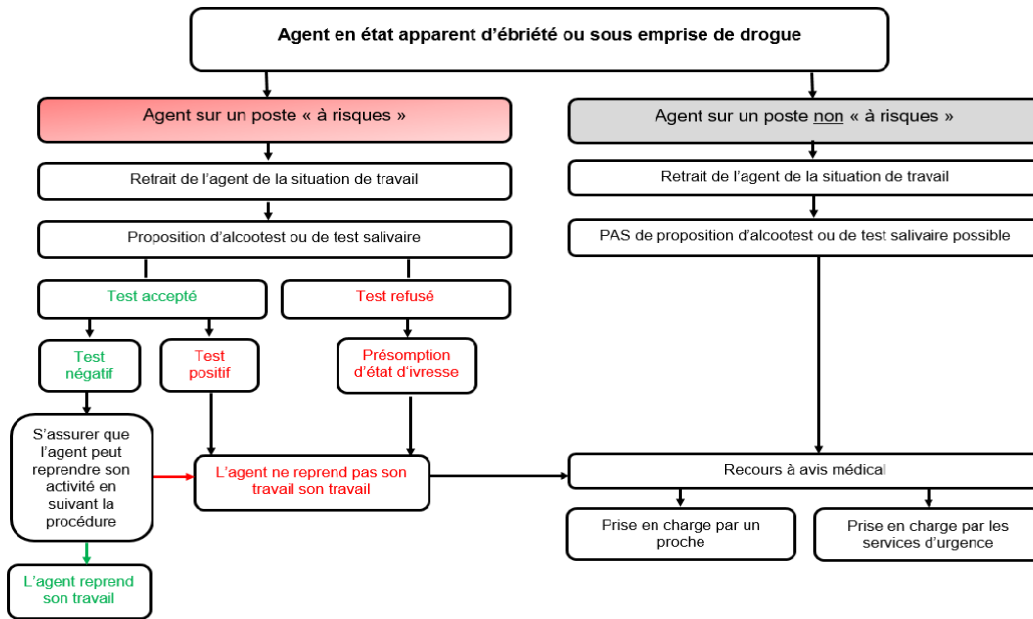 Agent en état apparent d'ébriété ou sous emprise de drogue
Agent sur un poste « à risques »
Agent sur un poste non « à risques »
Retrait de l'agent de la situation de travail
Retrait de l'agent de la situation de travail
Proposition d'alcootest ou de test salivaire
PAS de proposition d'alcootest ou de test salivaire possible
Test accepté
Test refusé
Test
négatif
Test
positif
Présomption
d'état d'ivresse
S'assurer que
l'agent peut
reprendre son
activité en
suivant la
procédure
L'agent ne reprend pas son
travail son travail
Recours à avis médical
Prise en charge par un
proche
Prise en charge par les
services d'urgence
L'agent reprend
son travail